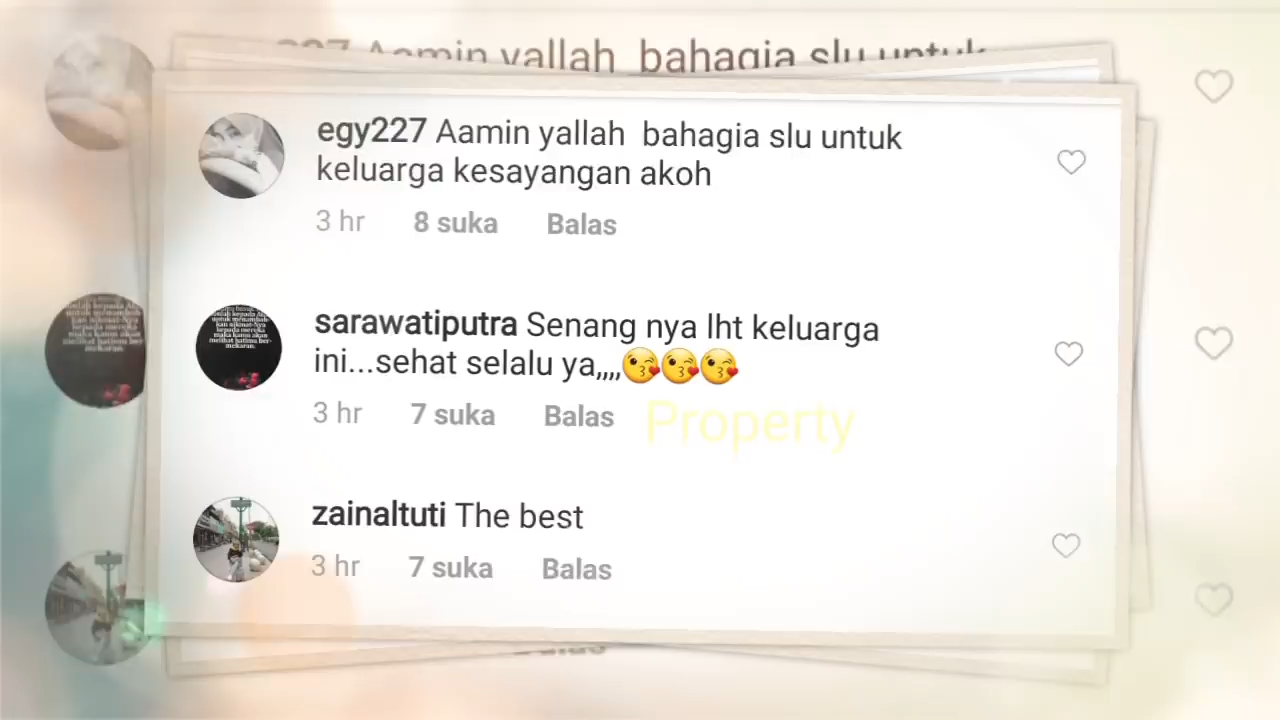 227 Aamin yallah bahagia slu untuk
egy227 Aamin yallah bahagia slu untuk
keluarga kesayangan akoh
3 hr 8 suka Balas
sarawatiputra Senang nya lht keluarga
ini...sehat selalu ya,,,,😘😘😘
3 hr 7 suka Balas
Property
zainaltuti The best
3 hr 7 suka Balas